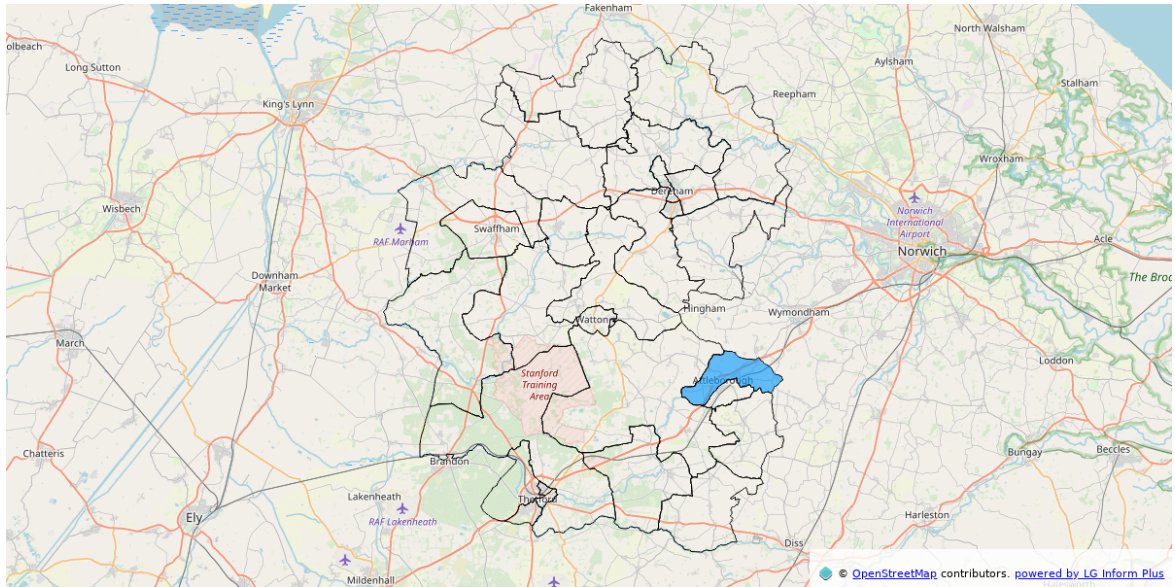 Fakenham
North Walsham
olbeach
Long Sutton
Aylsham
Stalham
King's Lynn
Reepham
Wroxham
Wisbech
Dereham
RAF Marham
Swaffham
Norwich
International
Airport
Norwich
Acle
Downham
Market
The Broa
Hingham
Wymondham
Watton
March
Loddon
Stanford
Training
Area
Attleborough
Chatteris
Brandon
Bungay
Beccles
Lakenheath
Thetford
RAF Lakenheath
Ely
Harleston
Diss
Mildenhall
© OpenStreetMap contributors. powered by LG Inform Plus